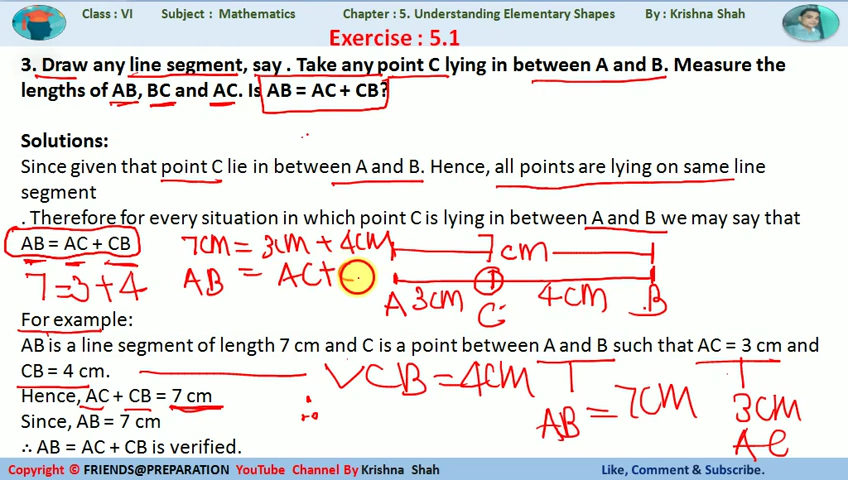 Class : VI Subject : Mathematics Chapter : 5. Understanding Elementary Shapes By : Krishna Shah
Exercise : 5.1
3. Draw any line segment, say . Take any point C lying in between A and B. Measure the
lengths of AB, BC and AC. Is AB = AC + CB?
Solutions:
Since given that point C lie in between A and B. Hence, all points are lying on same line
segment
. Therefore for every situation in which point C is lying in between A and B we may say that
AB = AC + CB
7CM = 3CM + 4CM
7 cm
7=3+4
AB = AC+
A 3CM C 4CM B
For example:
AB is a line segment of length 7 cm and C is a point between A and B such that AC = 3 cm and
CB = 4 cm.
CB = 4CM
Hence, AC + CB = 7 cm
AB = 7CM
3CM
AC
Since, AB = 7 cm
∴ AB = AC + CB is verified.
Copyright © FRIENDS@PREPARATION YouTube Channel By Krishna Shah Like, Comment & Subscribe.